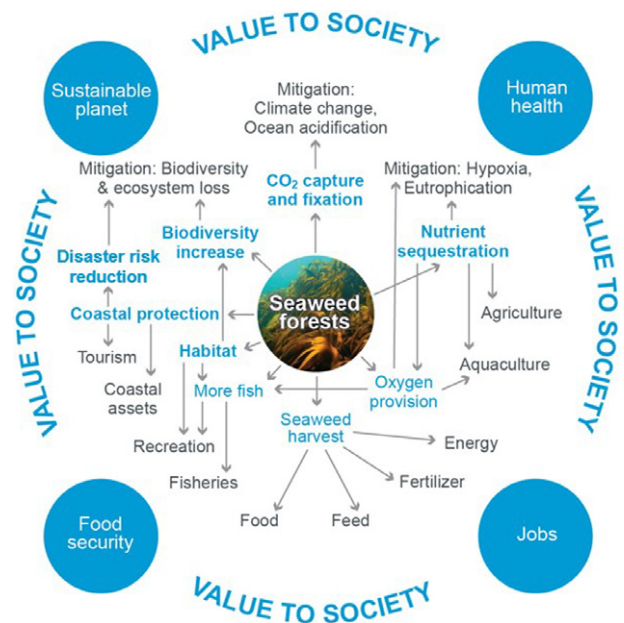 VALUE TO SOCIETY
Sustainable
planet
Human
health
Mitigation:
Climate change,
Ocean acidification
Mitigation: Biodiversity
& ecosystem loss
Mitigation: Hypoxia,
Eutrophication
CO₂ capture
and fixation
VALUE TO SOCIETY
VALUE TO SOCIETY
Biodiversity
increase
Nutrient
sequestration
Disaster risk
reduction
Seaweed
forests
Coastal protection
Agriculture
Habitat
Tourism
Aquaculture
Coastal
assets
More fish
Oxygen
provision
Seaweed
harvest
Recreation
Energy
Fisheries
Fertilizer
Food
Feed
Food
security
Jobs
VALUE TO SOCIETY